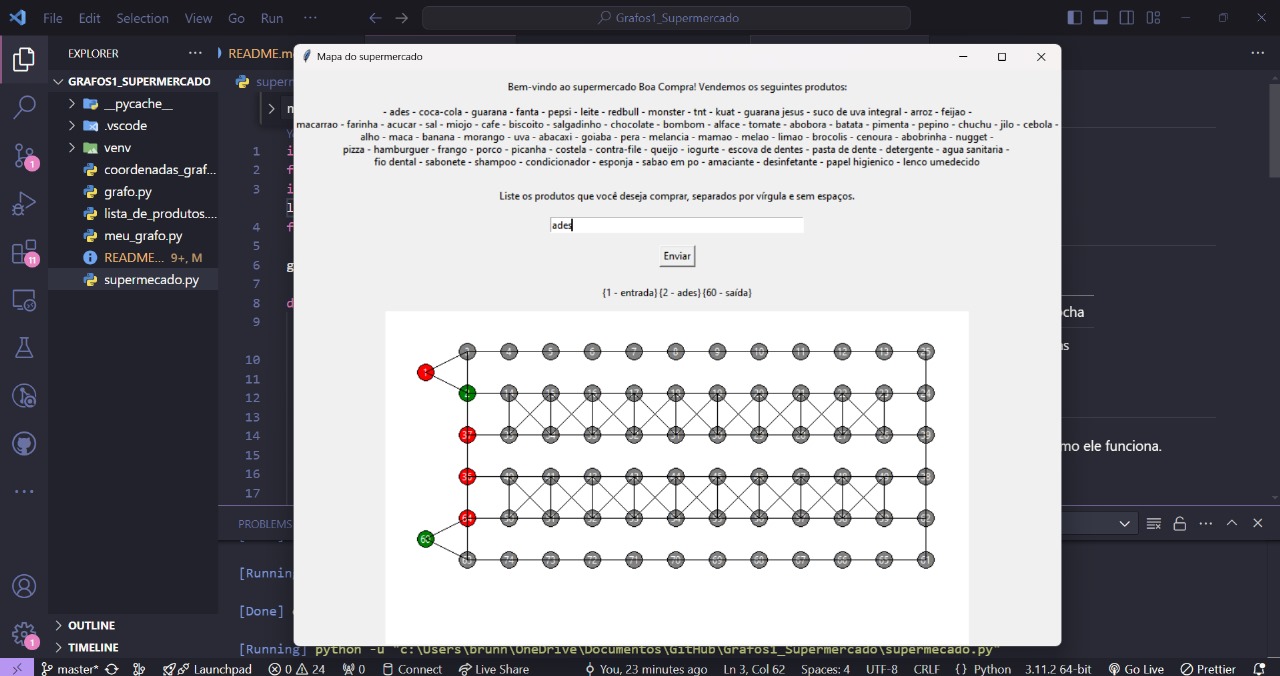 File Edit Selection View Go Run ···
Grafos1_Supermercado
EXPLORER
README.m
GRAFOS1_SUPERMERCADO
__pycache__
.vscode
venv
coordenadas_graf...
grafo.py
lista_de_produtos....
meu_grafo.py
README... 9+, M
supermecado.py
OUTLINE
TIMELINE
1
2
3
4
5
6
7
8
9
10
11
12
13
14
15
16
17
Mapa do supermercado
Bem-vindo ao supermercado Boa Compra! Vendemos os seguintes produtos:
- ades - coca-cola - guarana - fanta - pepsi - leite - redbull - monster - tnt - kuat - guarana jesus - suco de uva integral - arroz - feijao -
macarrao - farinha - acucar - sal - miojo - cafe - biscoito - salgadinho - chocolate - bombom - alface - tomate - abobora - batata - pimenta - pepino - chuchu - jilo - cebola -
alho - maca - banana - morango - uva - abacaxi - goiaba - pera - melancia - mamao - melao - limao - brocolis - cenoura - abobrinha - nugget -
pizza - hamburguer - frango - porco - picanha - costela - contra-file - queijo - iogurte - escova de dentes - pasta de dente - detergente - agua sanitaria -
fio dental - sabonete - shampoo - condicionador - esponja - sabao em po - amaciante - desinfetante - papel higienico - lenco umedecido
Liste os produtos que você deseja comprar, separados por vírgula e sem espaços.
ades
Enviar
{1 - entrada} {2 - ades} {60 - saída}
3 4 5 6 7 8 9 10 11 12 13 25
1
2 14 15 16 17 18 19 20 21 22 23 24
37
64
63 74 73 72 71 70 69 68 67 66 65 61
cha
s
mo ele funciona.
PROBLEMS
[Running
[Done]
[Running] python -u "c:\Users\brunn\OneDrive\Documentos\GitHub\Grafos1_Supermercado\supermecado.py"
master* Launchpad 0 24 0 Connect Live Share You, 23 minutes ago Ln 3, Col 62 Spaces: 4 UTF-8 CRLF {} Python 3.11.2 64-bit Go Live Prettier